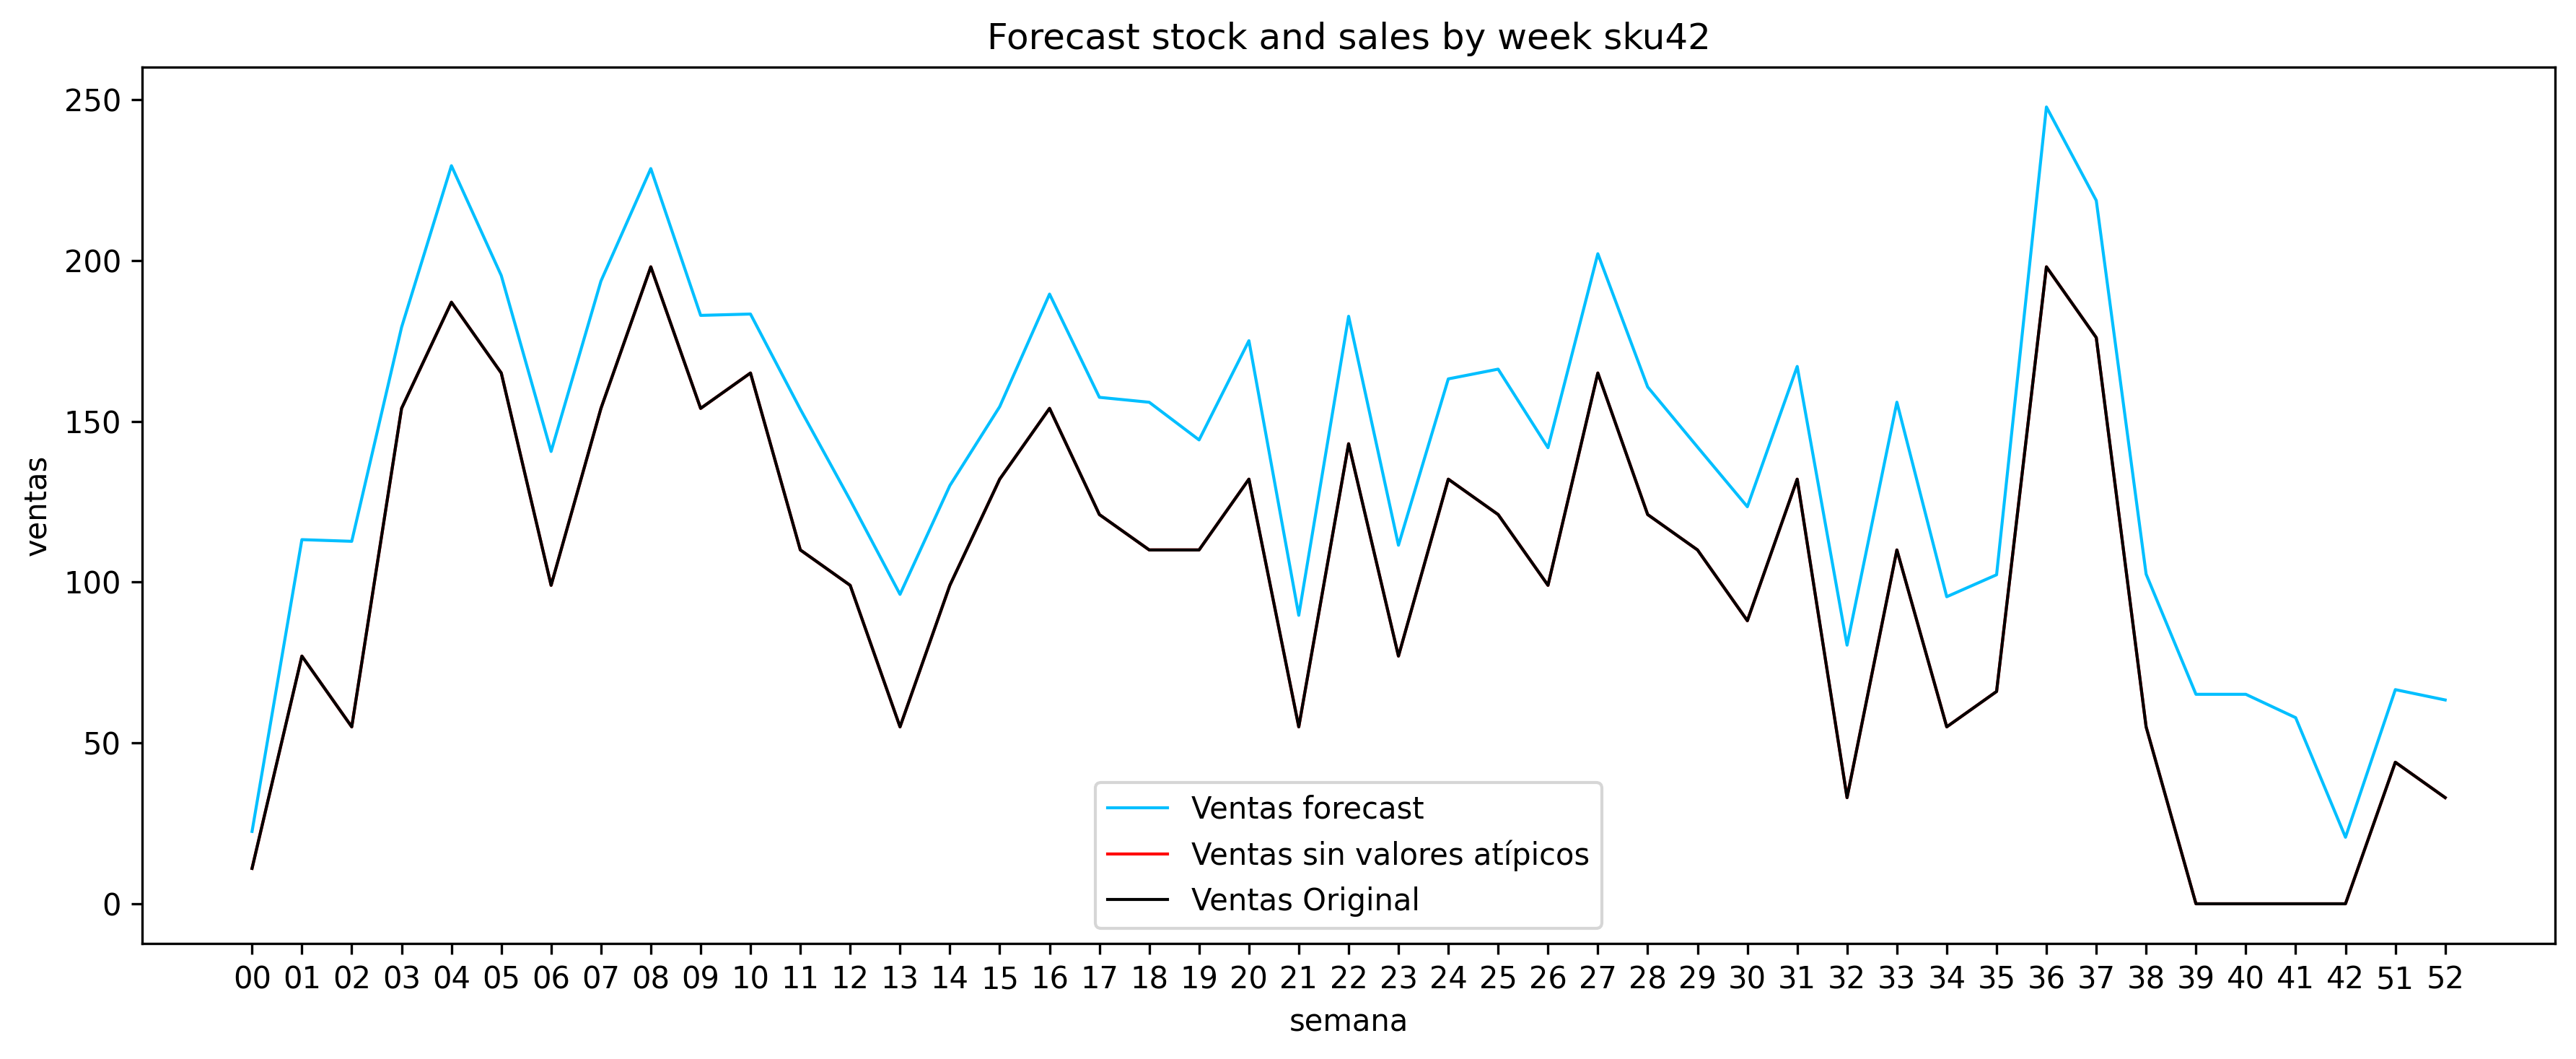 Forecast stock and sales by week sku42
250
200
150
100
50
0
ventas
Ventas forecast
Ventas sin valores atípicos
Ventas Original
00 01 02 03 04 05 06 07 08 09 10 11 12 13 14 15 16 17 18 19 20 21 22 23 24 25 26 27 28 29 30 31 32 33 34 35 36 37 38 39 40 41 42 51 52
semana